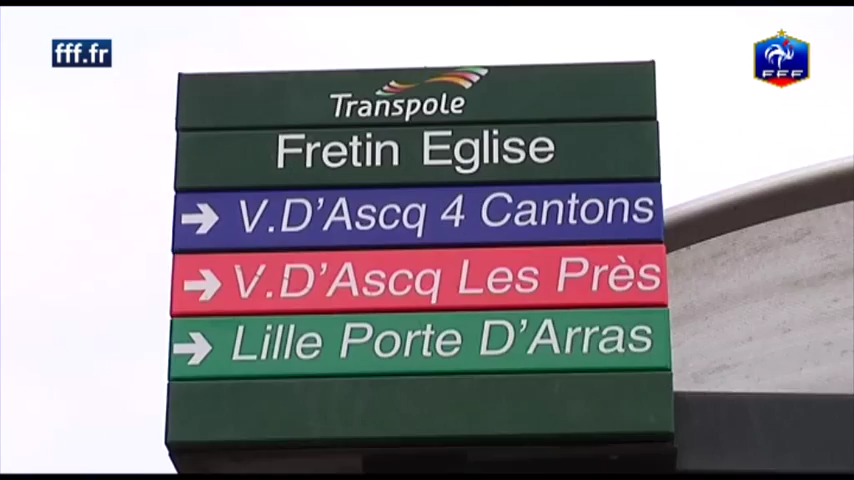 fff.fr
FFF
Transpole
Fretin Eglise
V.D'Ascq 4 Cantons
V.D'Ascq Les Près
Lille Porte D'Arras